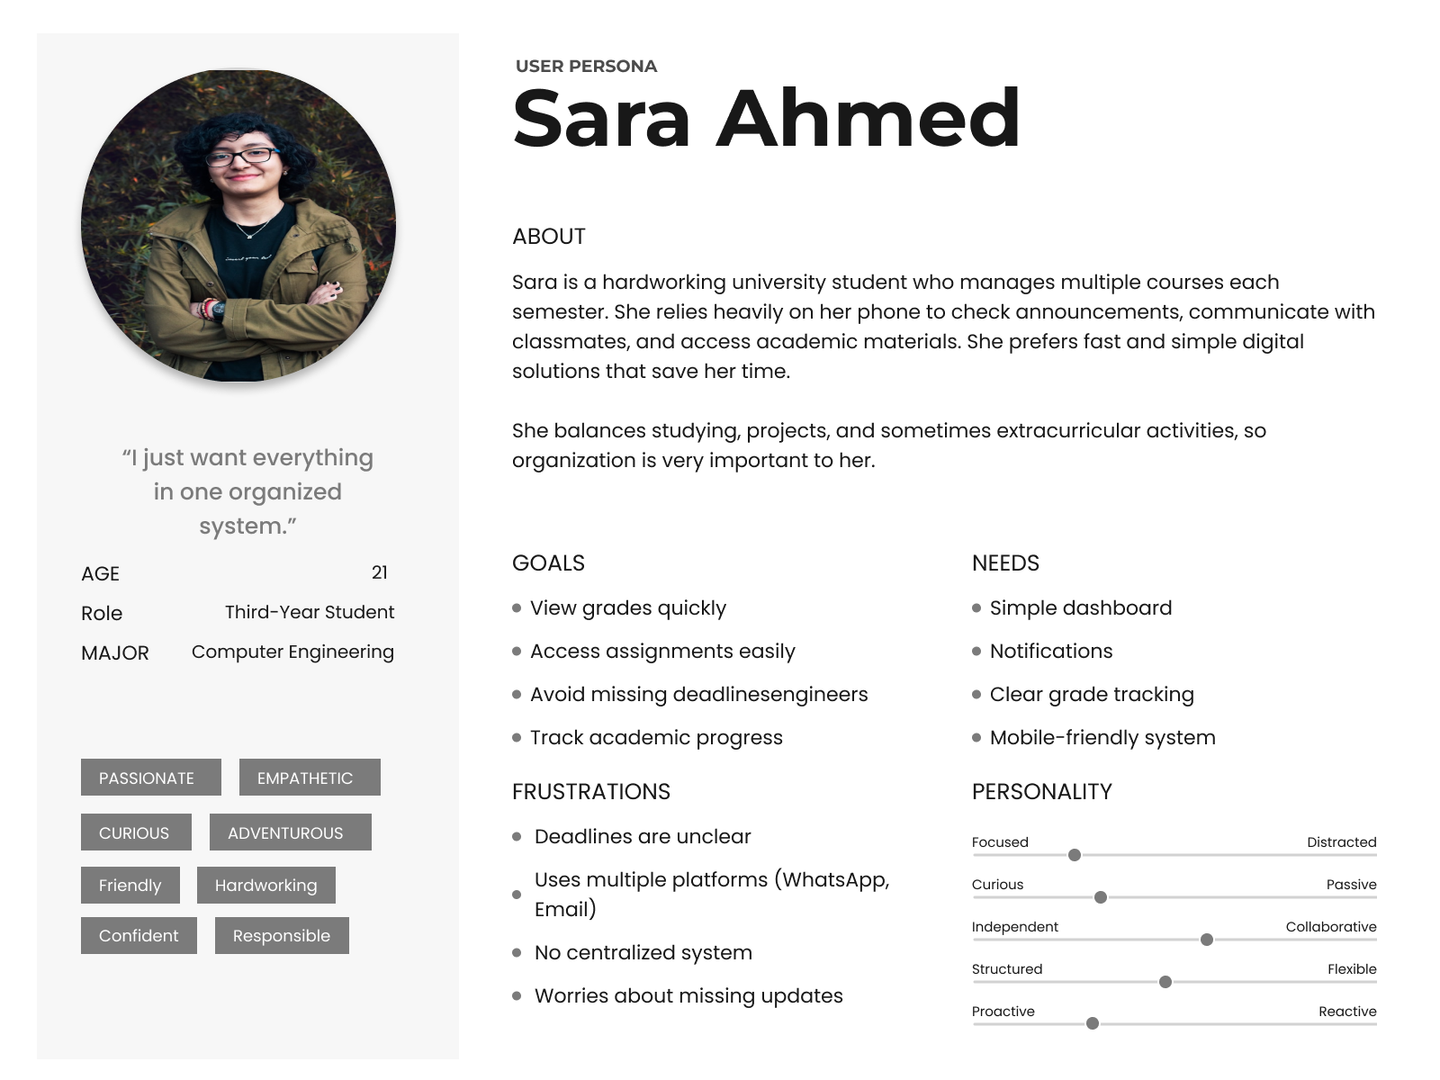 USER PERSONA
Sara Ahmed
“I just want everything
in one organized
system.”
AGE 21
Role Third-Year Student
MAJOR Computer Engineering
PASSIONATE EMPATHETIC
CURIOUS ADVENTUROUS
Friendly Hardworking
Confident Responsible
ABOUT
Sara is a hardworking university student who manages multiple courses each
semester. She relies heavily on her phone to check announcements, communicate with
classmates, and access academic materials. She prefers fast and simple digital
solutions that save her time.
She balances studying, projects, and sometimes extracurricular activities, so
organization is very important to her.
GOALS
View grades quickly
Access assignments easily
Avoid missing deadlinesengineers
Track academic progress
NEEDS
Simple dashboard
Notifications
Clear grade tracking
Mobile-friendly system
FRUSTRATIONS
Deadlines are unclear
Uses multiple platforms (WhatsApp,
Email)
No centralized system
Worries about missing updates
PERSONALITY
Focused Distracted
Curious Passive
Independent Collaborative
Structured Flexible
Proactive Reactive